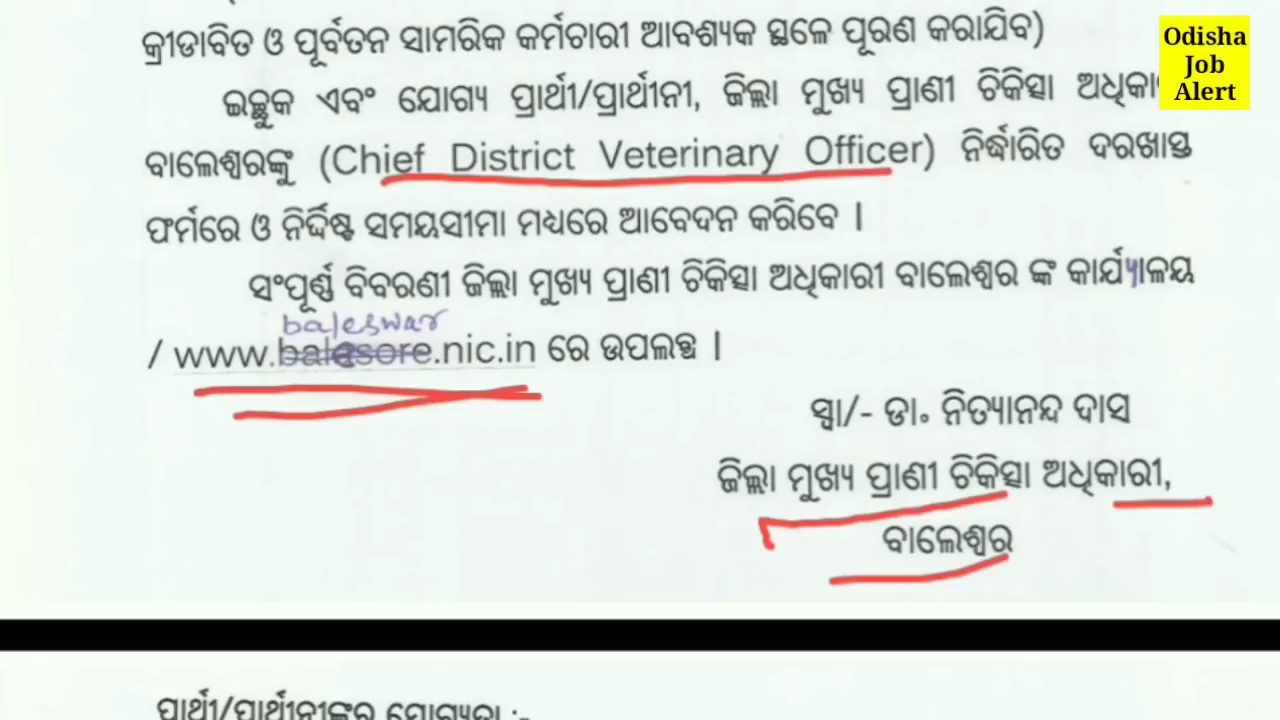 କ୍ରୀଡାବିତ ଓ ପୂର୍ବତନ ସାମରିକ କର୍ମଚାରୀ ଆବଶ୍ୟକ ସ୍ଥଳେ ପୂରଣ କରାଯିବ)
ଇଚ୍ଛୁକ ଏବଂ ଯୋଗ୍ୟ ପ୍ରାର୍ଥୀ/ପ୍ରାର୍ଥୀନୀ, ଜିଲ୍ଲା ମୁଖ୍ୟ ପ୍ରାଣୀ ଚିକିତ୍ସା
ବାଲେଶ୍ୱରଙ୍କୁ (Chief District Veterinary Officer) ନିର୍ଦ୍ଧାରିତ ଦରଖାସ୍ତ
ଫର୍ମରେ ଓ ନିର୍ଦ୍ଦିଷ୍ଟ ସମୟସୀମା ମଧ୍ୟରେ ଆବେଦନ କରିବେ ।
ସଂପୂର୍ଣ୍ଣ ବିବରଣୀ ଜିଲ୍ଲା ମୁଖ୍ୟ ପ୍ରାଣୀ ଚିକିତ୍ସା ଅଧିକାରୀ ବାଲେଶ୍ୱର ଙ୍କ କାର୍ଯ୍ୟାଳୟ
baleswar
/ www.balasore.nic.in ରେ ଉପଲବ୍ଧ ।
ସ୍ୱା/- ଡା. ନିତ୍ୟାନନ୍ଦ ଦାସ
ଜିଲ୍ଲା ମୁଖ୍ୟ ପ୍ରାଣୀ ଚିକିତ୍ସା ଅଧିକାରୀ,
ବାଲେଶ୍ୱର
ପ୍ରାର୍ଥୀ/ପ୍ରାର୍ଥୀନୀଙ୍କର ଯୋଗ୍ୟତା :-
Odisha
Job
Alert